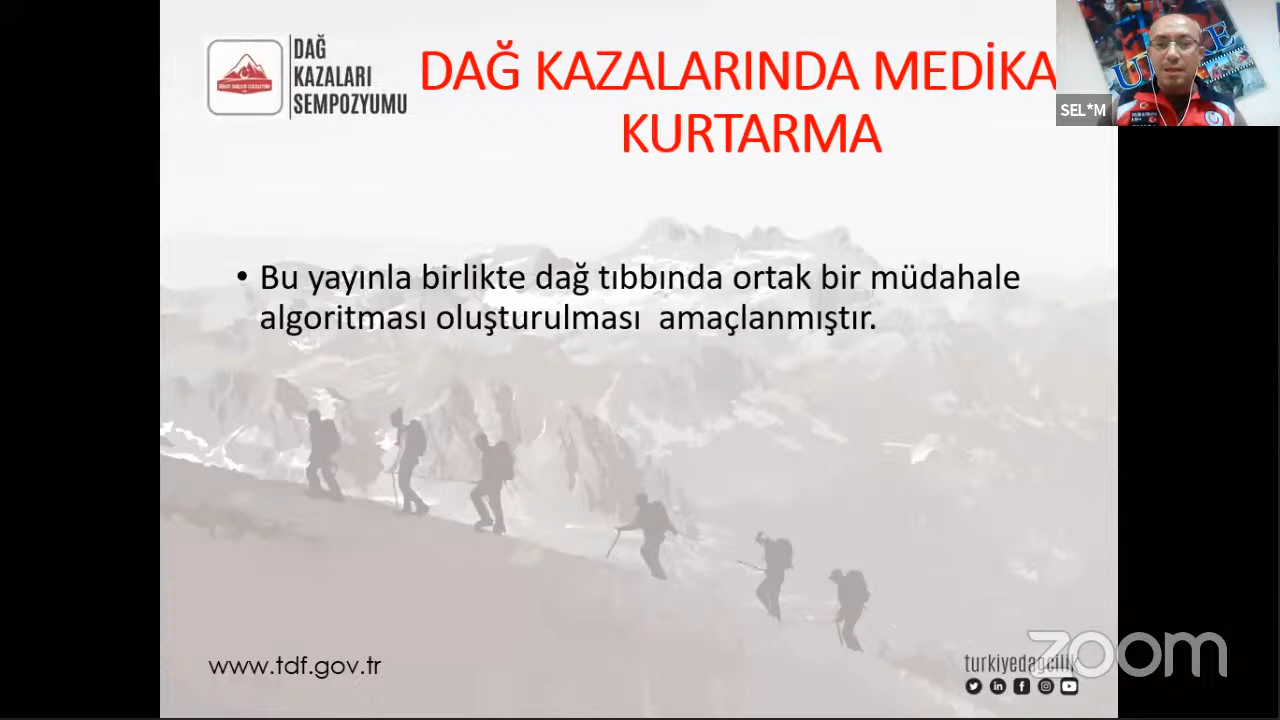 DAĞ
KAZALARI
SEMPOZYUMU
DAĞ KAZALARINDA MEDİKA
KURTARMA
SEL*M
• Bu yayınla birlikte dağ tıbbında ortak bir müdahale
algoritması oluşturulması amaçlanmıştır.
www.tdf.gov.tr
turkiyedagcilik
zoom